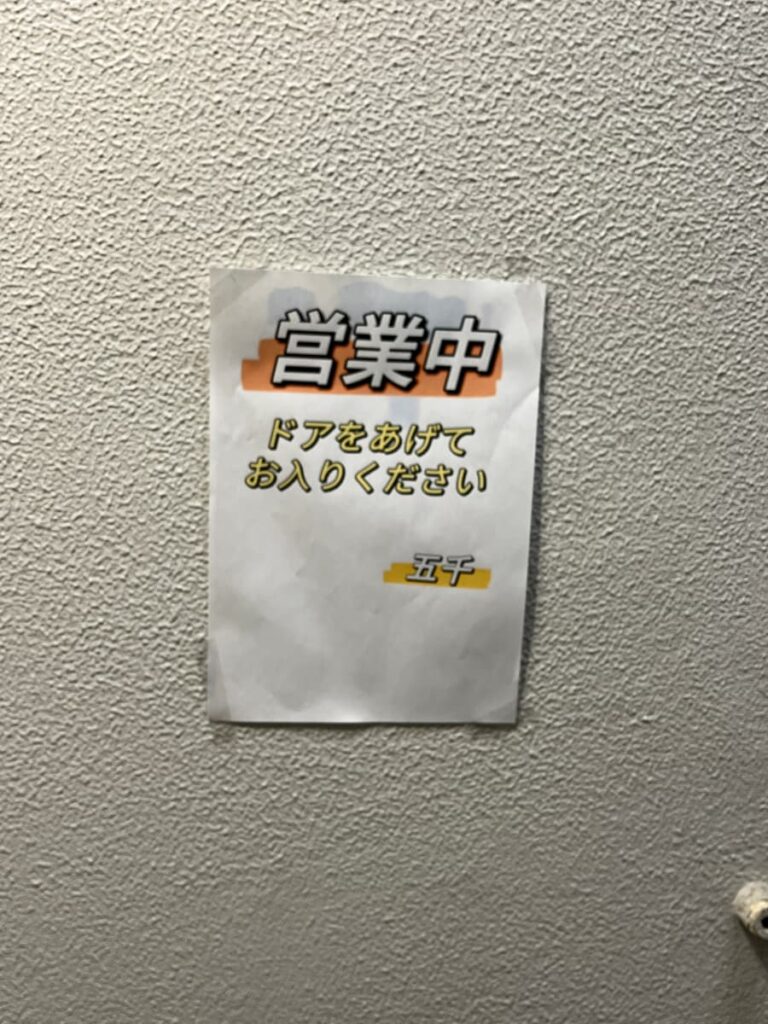 営業中
ドアをあげて
お入りください
五千